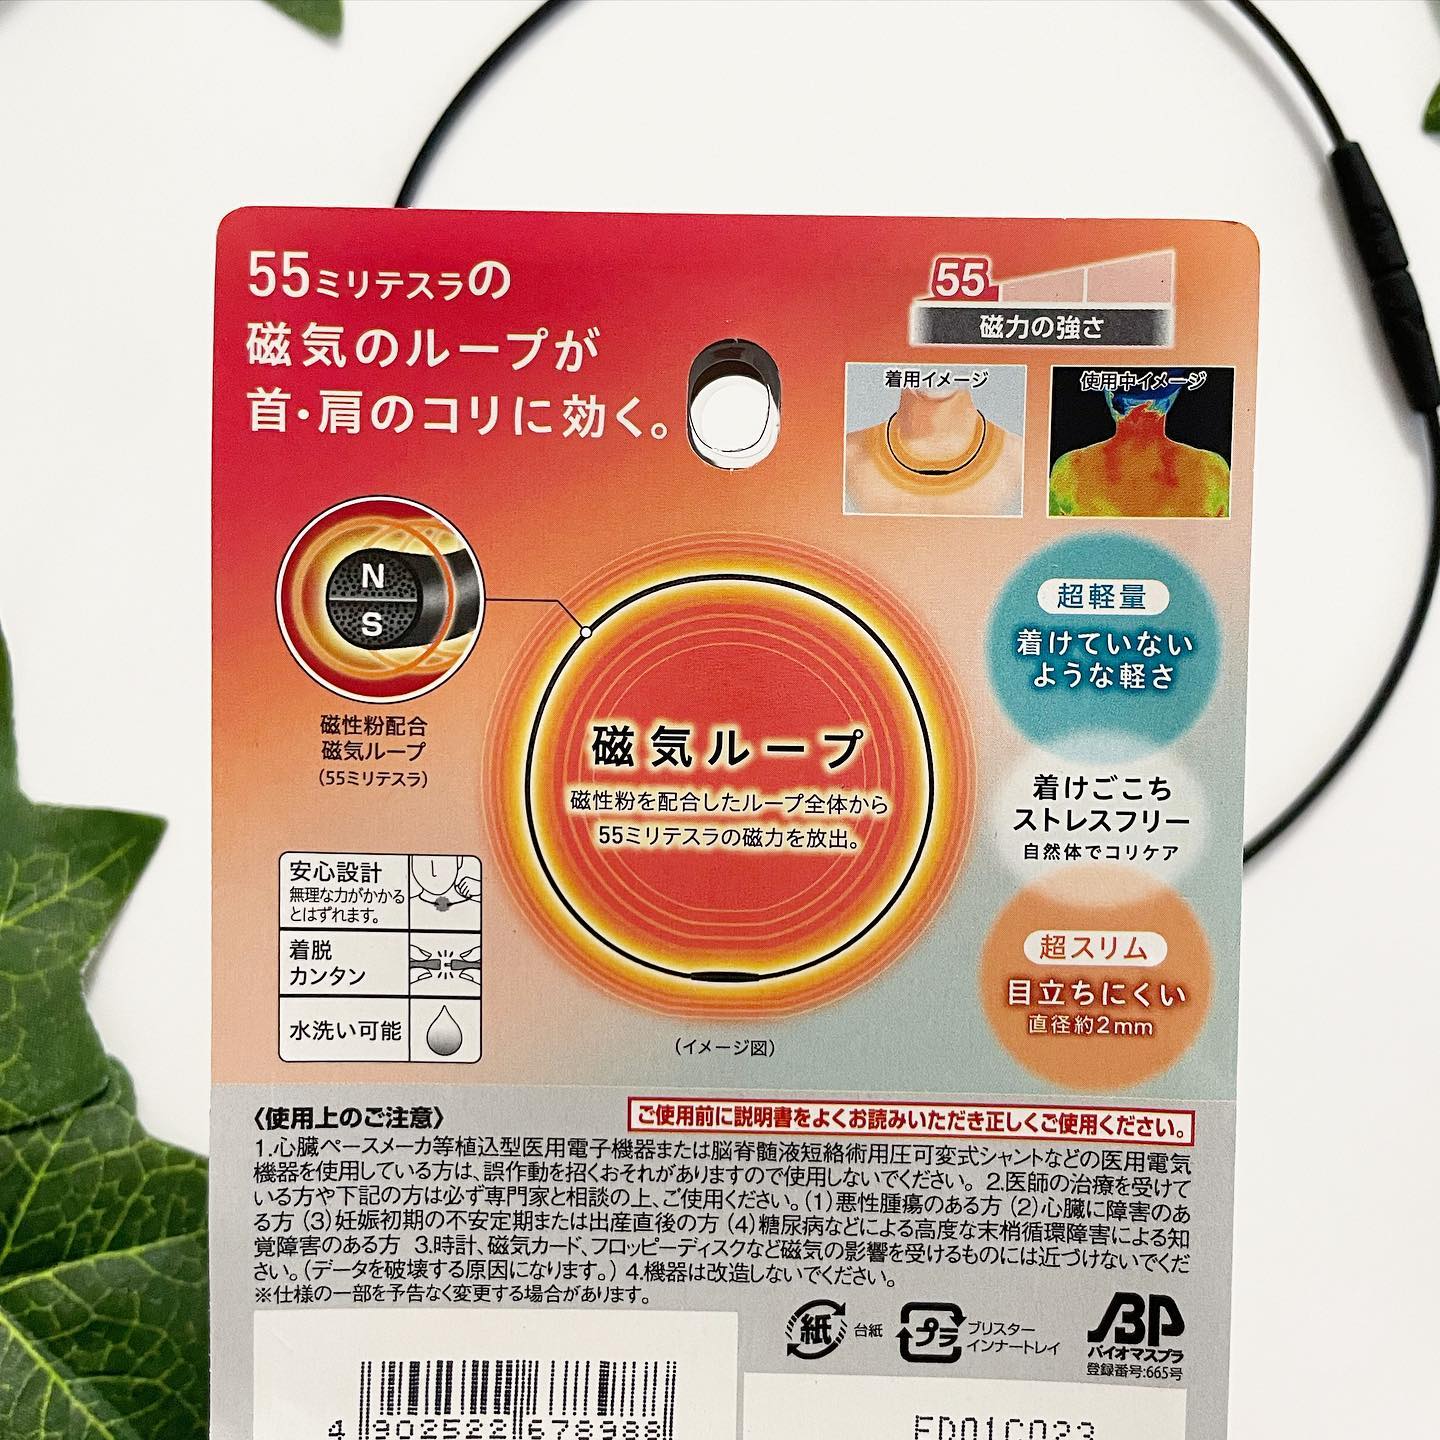 55ミリテスラの
磁気のループが
首・肩のコリに効く。
55
磁力の強さ
着用イメージ
使用中イメージ
N
S
磁性粉配合
磁気ループ
(55ミリテスラ)
磁気ループ
磁性粉を配合したループ全体から
55ミリテスラの磁力を放出。
(イメージ図)
超軽量
着けていない
ような軽さ
着けごこち
ストレスフリー
自然体でコリケア
超スリム
目立ちにくい
直径約2mm
安心設計
無理な力がかかる
とはずれます。
着脱
カンタン
水洗い可能
〈使用上のご注意〉
ご使用前に説明書をよくお読みいただき正しくご使用ください。
1.心臓ペースメーカ等植込型医用電子機器または脳脊髄液短絡術用圧可変式シャントなどの医用電気
機器を使用している方は、誤作動を招くおそれがありますので使用しないでください。 2.医師の治療を受けて
いる方や下記の方は必ず専門家と相談の上、ご使用ください。(1)悪性腫瘍のある方 (2)心臓に障害のあ
る方 (3)妊娠初期の不安定期または出産直後の方 (4)糖尿病などによる高度な末梢循環障害による知
覚障害のある方 3.時計、磁気カード、フロッピーディスクなど磁気の影響を受けるものには近づけないでくだ
さい。(データを破壊する原因になります。) 4.機器は改造しないでください。
※仕様の一部を予告なく変更する場合があります。
紙 台紙
プラ ブリスター
インナートレイ
BP
バイオマスプラ
登録番号:665号
4 902522 678988
ED01C023